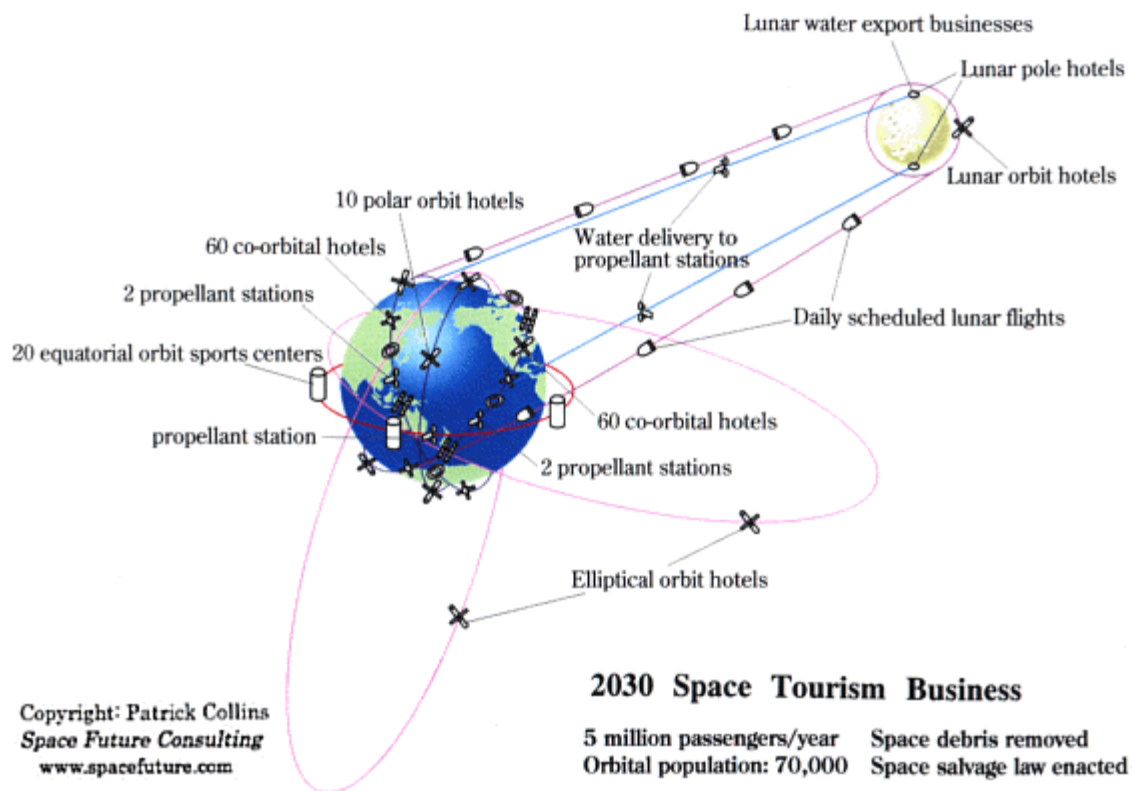 Lunar water export businesses
Lunar pole hotels
Lunar orbit hotels
10 polar orbit hotels
60 co-orbital hotels
Water delivery to
propellant stations
2 propellant stations
Daily scheduled lunar flights
20 equatorial orbit sports centers
60 co-orbital hotels
propellant station
2 propellant stations
Elliptical orbit hotels
2030 Space Tourism Business
Copyright: Patrick Collins
Space Future Consulting
www.spacefuture.com
5 million passengers/year Space debris removed
Orbital population: 70,000 Space salvage law enacted